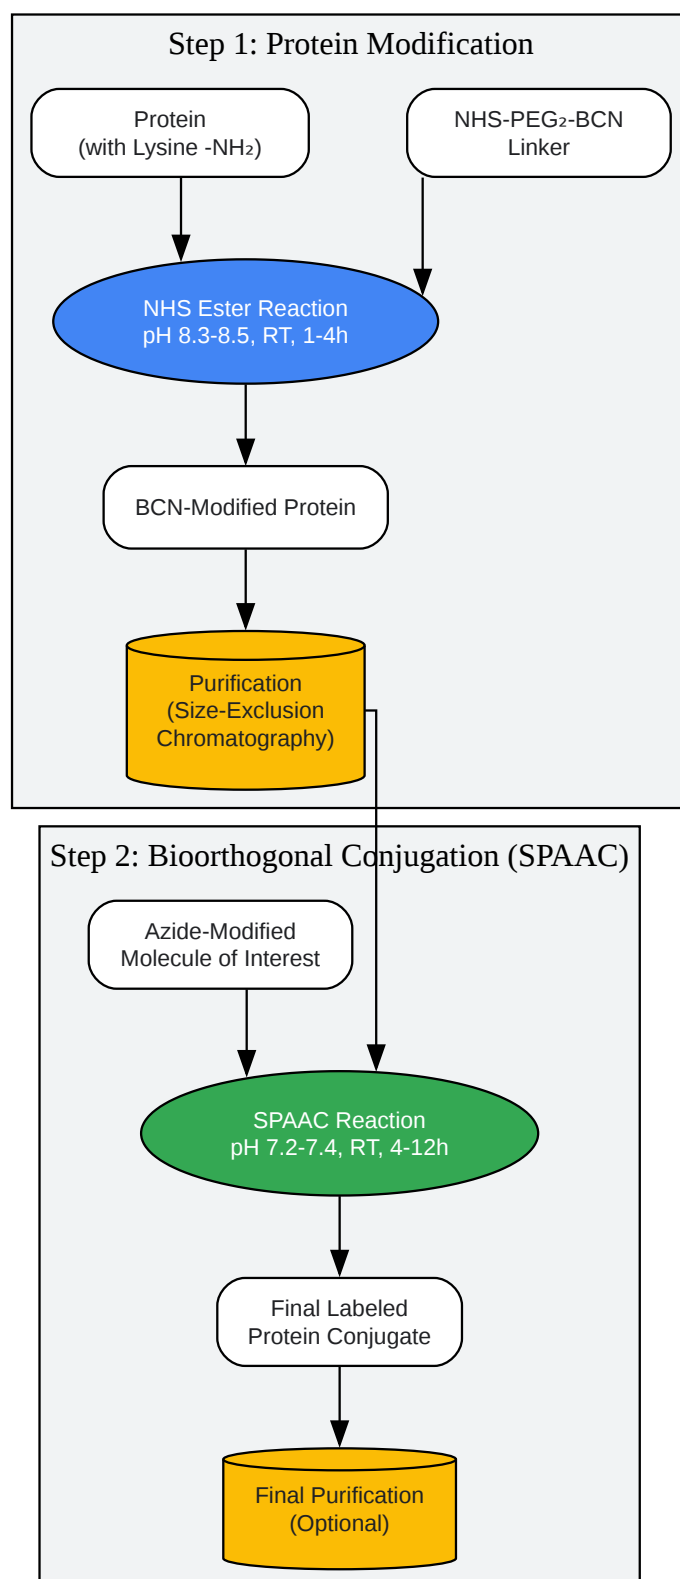 Step 1: Protein Modification
Protein
(with Lysine -NH₂)
NHS-PEG₂-BCN
Linker
NHS Ester Reaction
pH 8.3-8.5, RT, 1-4h
BCN-Modified Protein
Purification
(Size-Exclusion
Chromatography)
Step 2: Bioorthogonal Conjugation (SPAAC)
Azide-Modified
Molecule of Interest
SPAAC Reaction
pH 7.2-7.4, RT, 4-12h
Final Labeled
Protein Conjugate
Final Purification
(Optional)